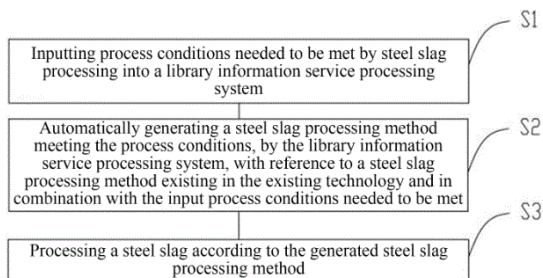 S1
Inputting process conditions needed to be met by steel slag
processing into a library information service processing
system
S2
Automatically generating a steel slag processing method
meeting the process conditions, by the library information
service processing system, with reference to a steel slag
processing method existing in the existing technology and in
combination with the input process conditions needed to be met
S3
Processing a steel slag according to the generated steel slag
processing method